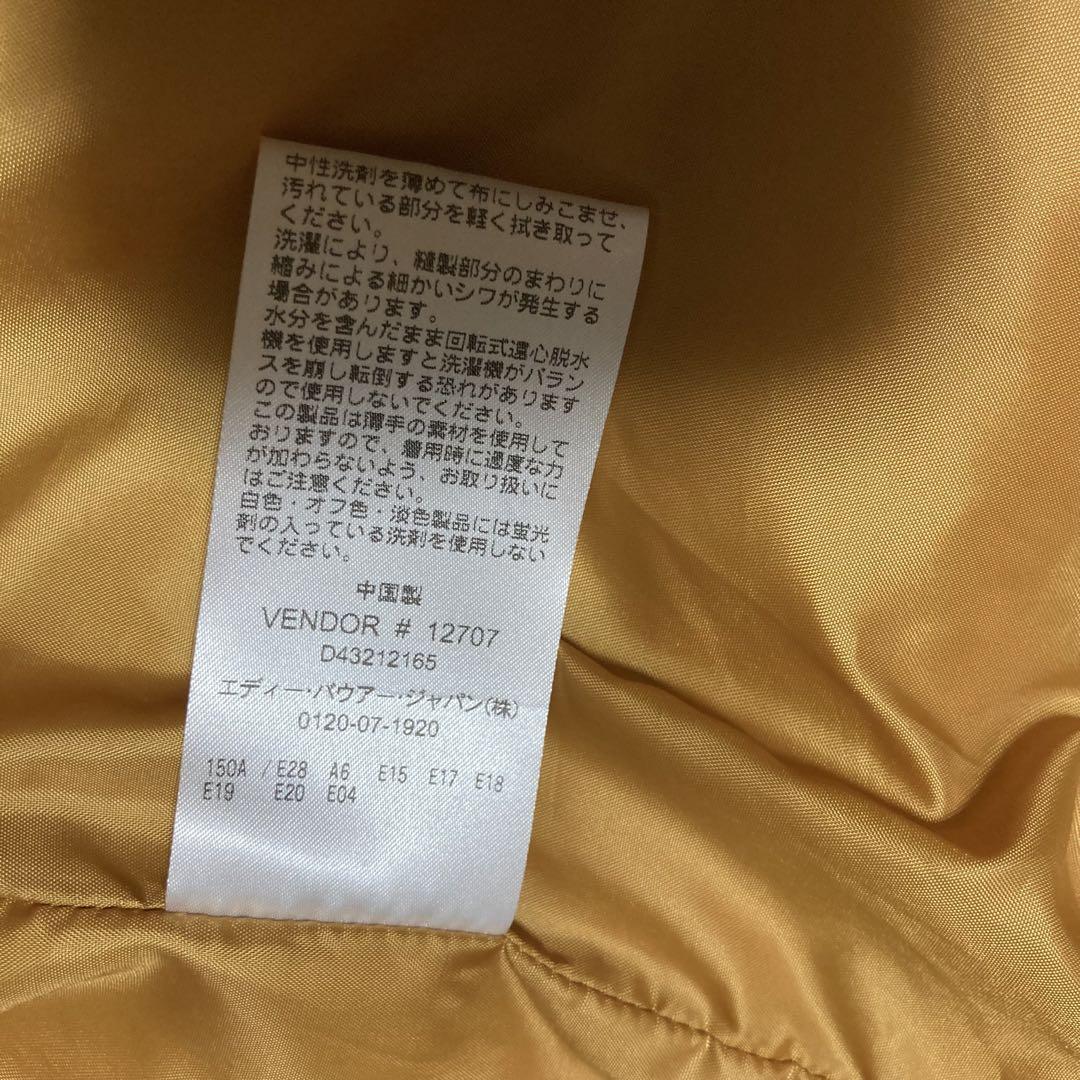 中性洗剤を薄めて布にしみこませ、
汚れている部分を軽く拭き取って
ください。
洗濯により、縫製部分のまわりに
縮みによる細かいシワが発生する
場合があります。
水分を含んだまま回転式遠心脱水
機を使用しますと洗濯機がバラン
スを崩し転倒する恐れがあります
ので使用しないでください。
この製品は薄手の素材を使用して
おりますので、着用時に過度な力
が加わらないよう、お取り扱いに
はご注意ください。
白色・オフ色・淡色製品には蛍光
剤の入っている洗剤を使用しない
でください。
中国製
VENDOR # 12707
D43212165
エディー・バウアー・ジャパン(株)
0120-07-1920
150A / E28 A6 E15 E17 E18
E19 E20 E04